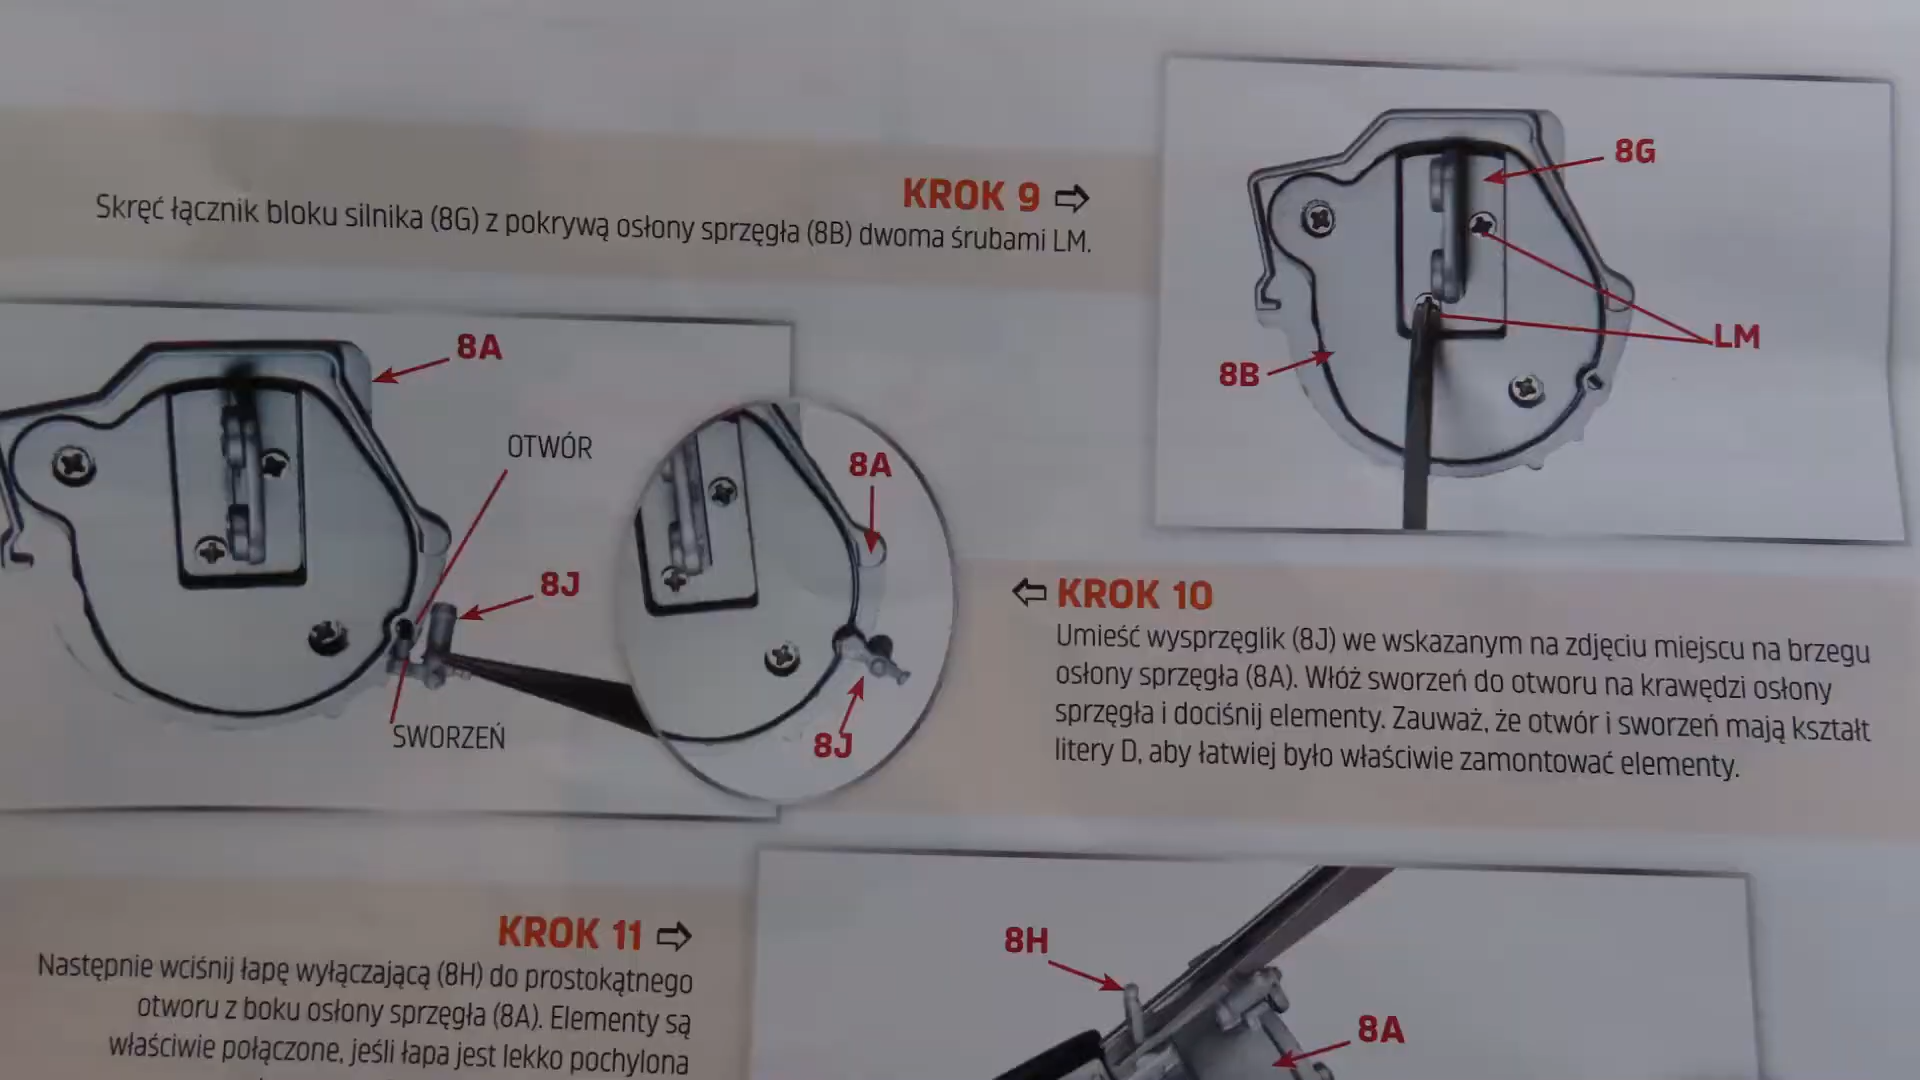 KROK 9
Skręć łącznik bloku silnika (8G) z pokrywą osłony sprzęgła (8B) dwoma śrubami LM.
8G
LM
8B
8A
OTWÓR
8J
SWORZEŃ
8A
8J
KROK 10
Umieść wysprzęglik (8J) we wskazanym na zdjęciu miejscu na brzegu
osłony sprzęgła (8A). Włóż sworzeń do otworu na krawędzi osłony
sprzęgła i dociśnij elementy. Zauważ, że otwór i sworzeń mają kształt
litery D, aby łatwiej było właściwie zamontować elementy.
KROK 11
Następnie wciśnij łapę wyłączającą (8H) do prostokątnego
otworu z boku osłony sprzęgła (8A). Elementy są
właściwie połączone, jeśli łapa jest lekko pochylona
8H
8A